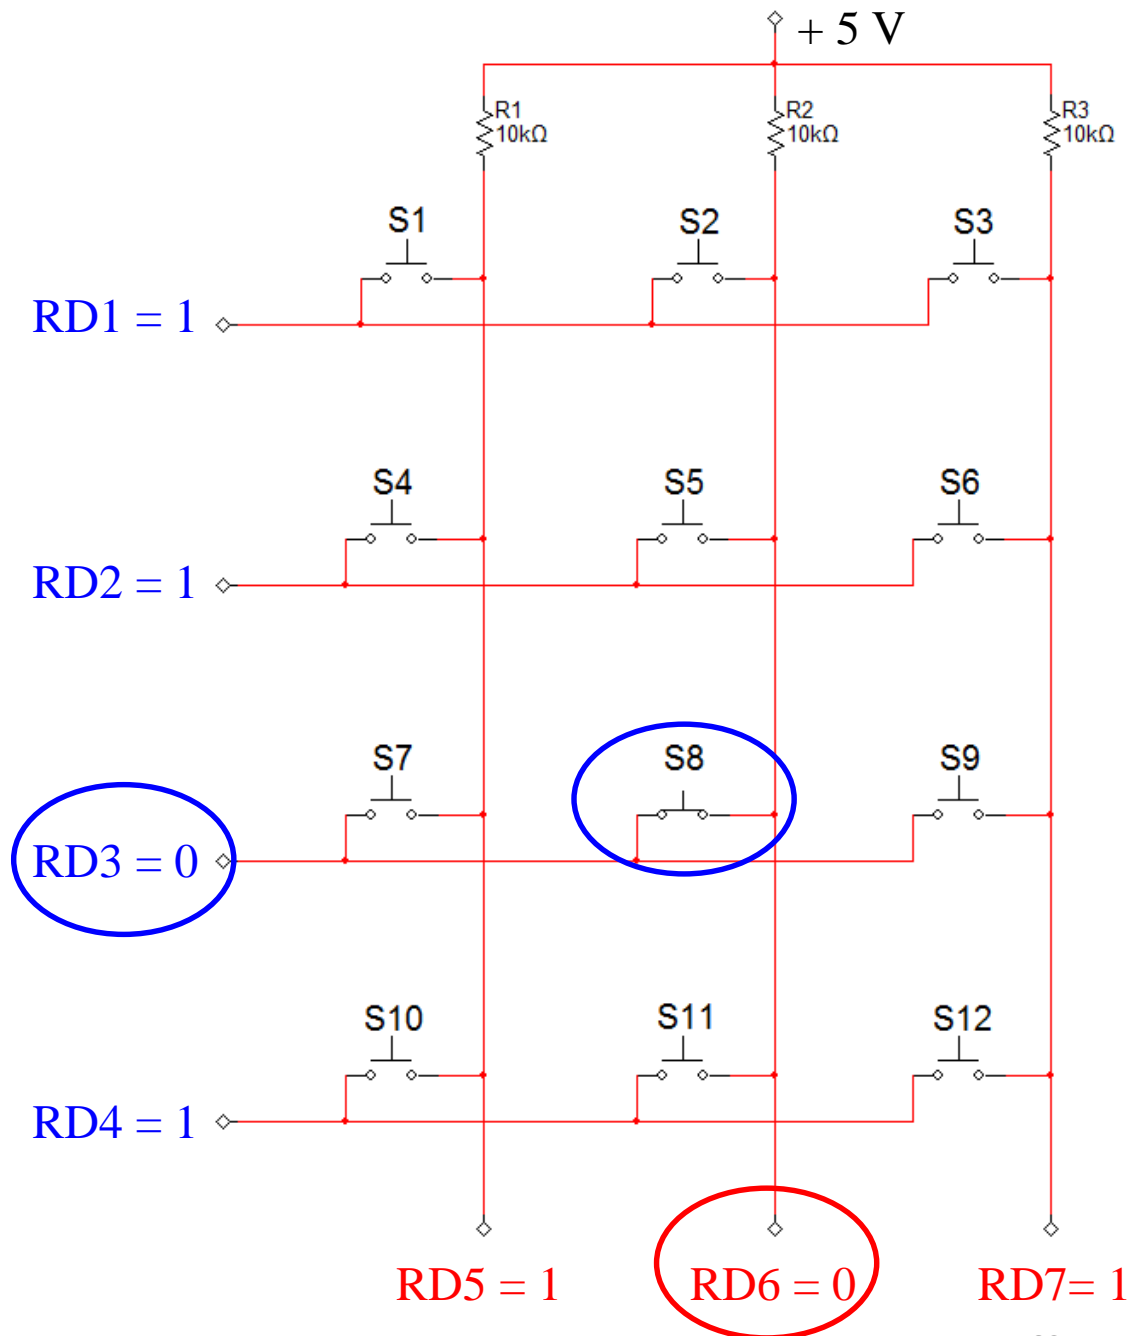 + 5 V
R1
10kΩ
R2
10kΩ
R3
10kΩ
S1
S2
S3
RD1 = 1
S4
S5
S6
RD2 = 1
S7
S8
S9
RD3 = 0
S10
S11
S12
RD4 = 1
RD5 = 1
RD6 = 0
RD7= 1